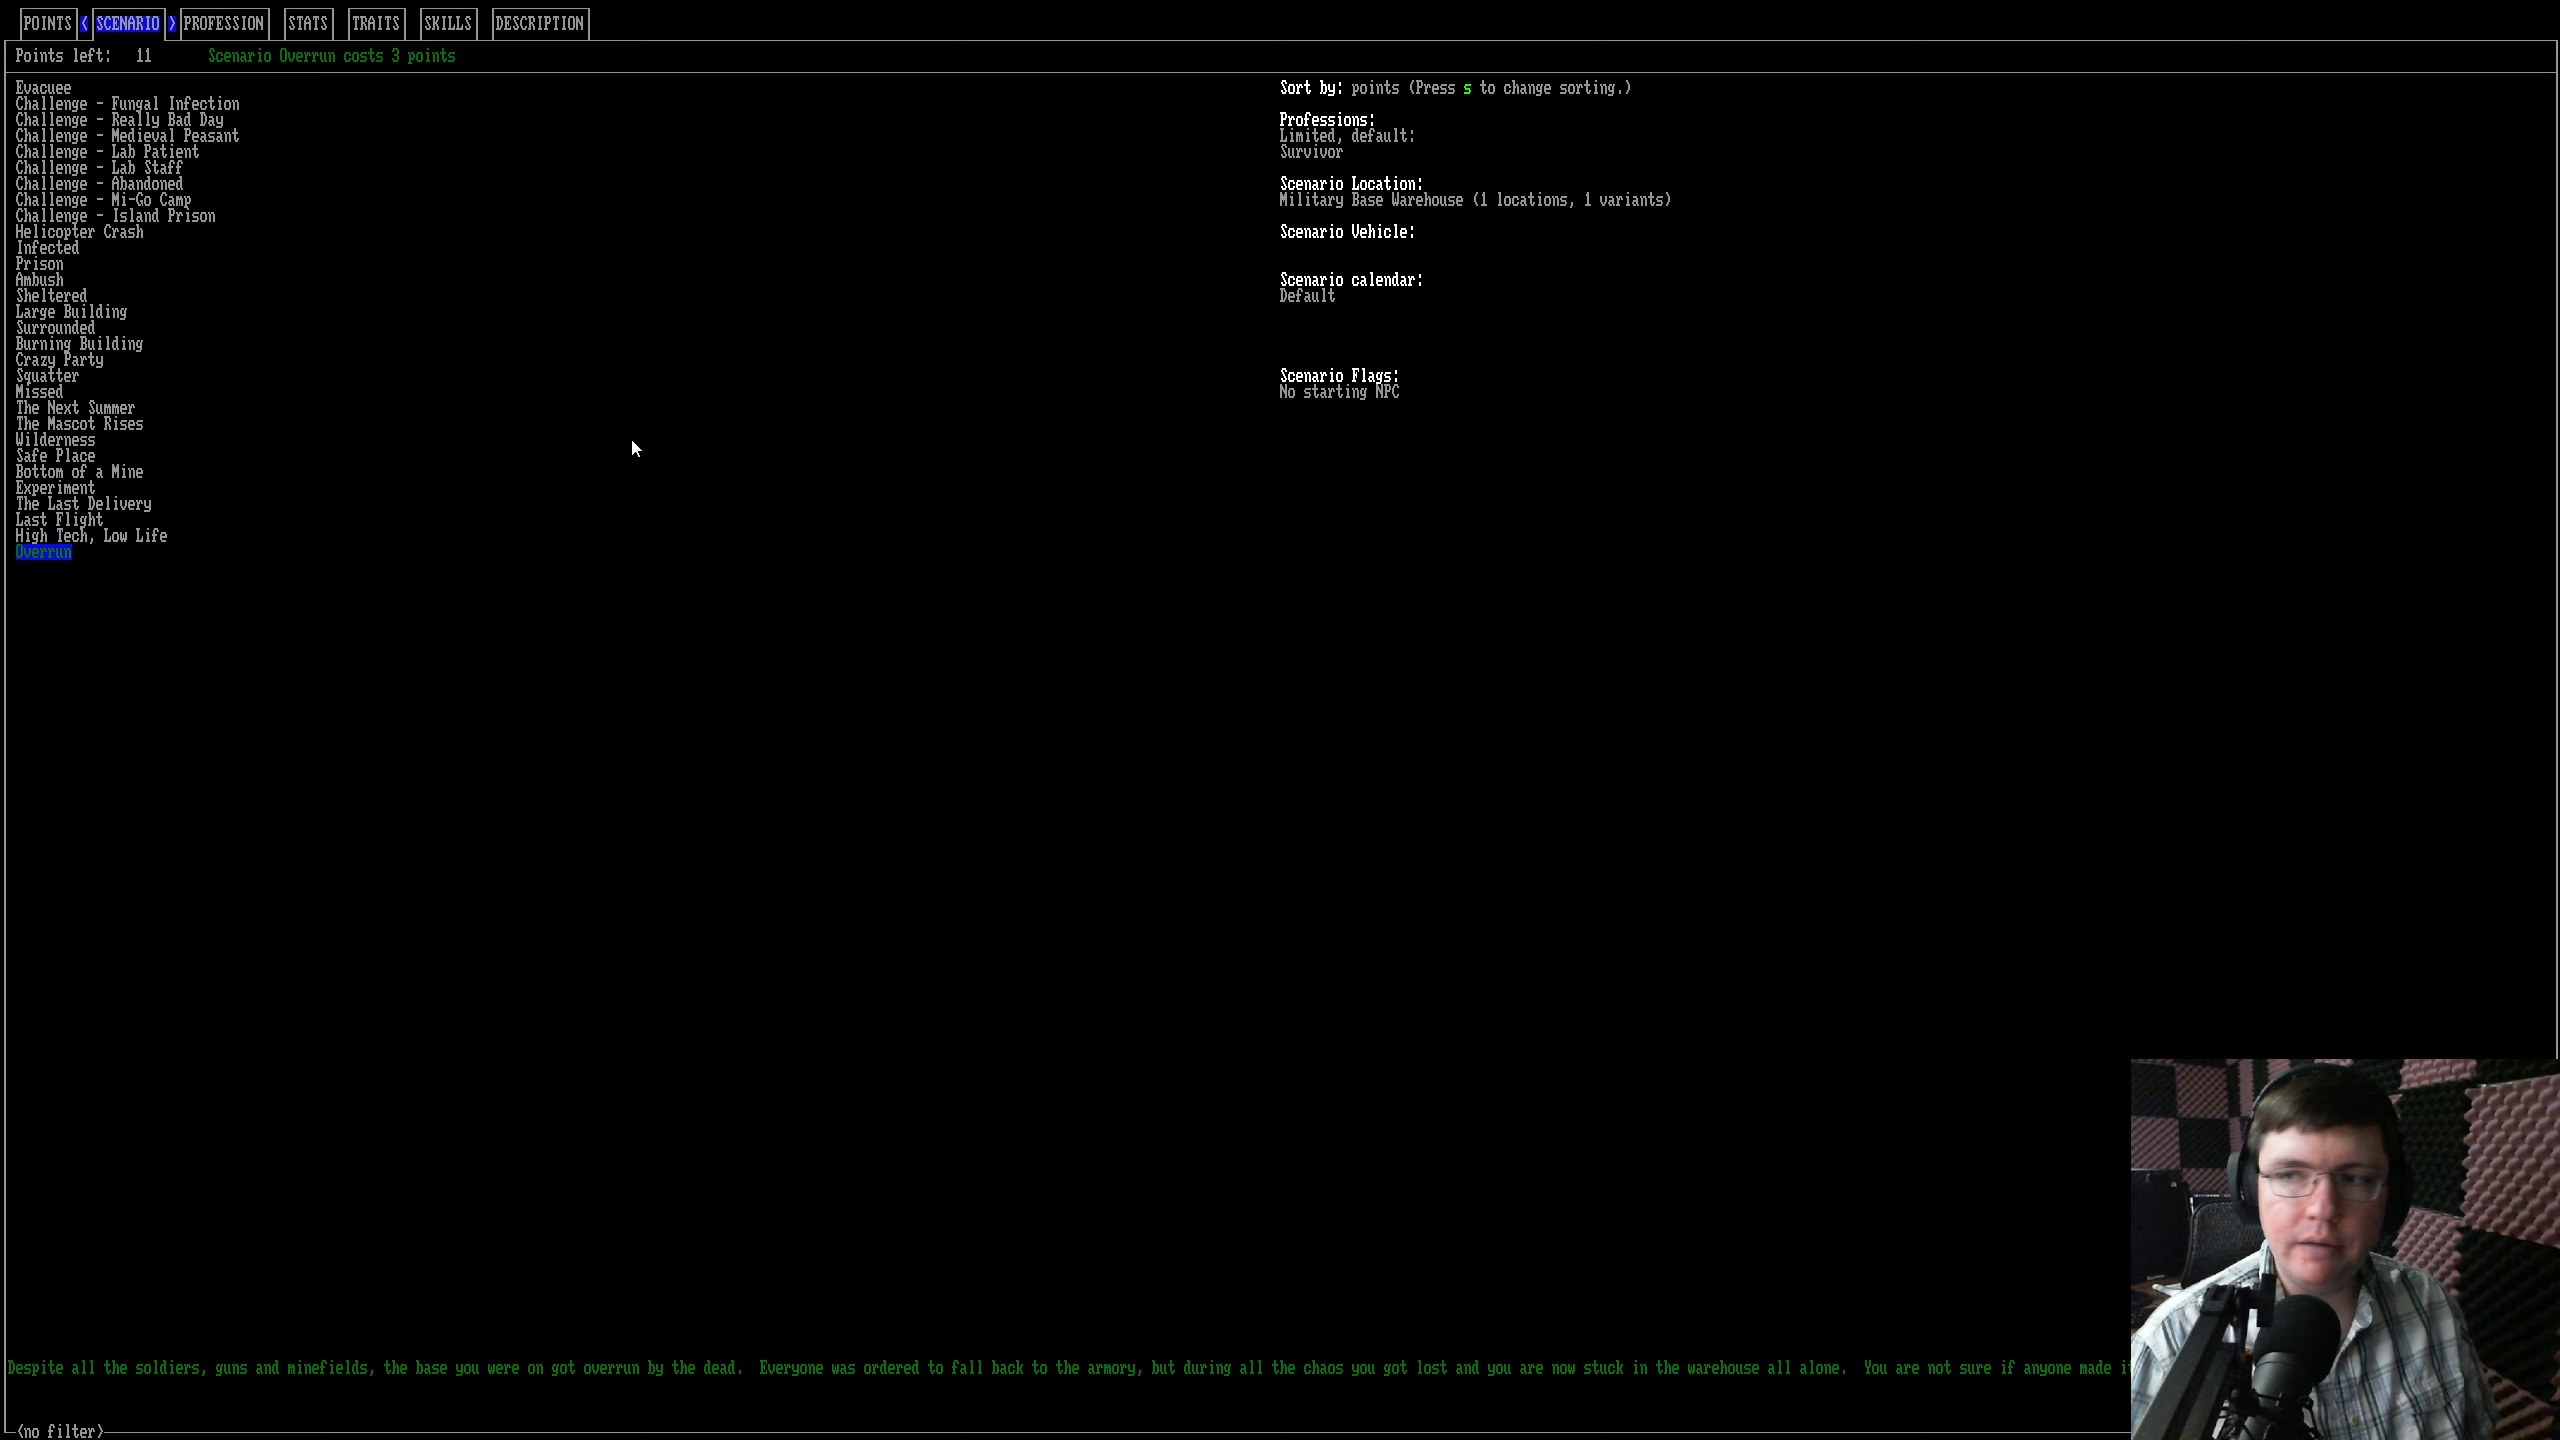 POINTS < SCENARIO > PROFESSION STATS TRAITS SKILLS DESCRIPTION
Points left: 11 Scenario Overrun costs 3 points
Evacuee
Challenge - Fungal Infection
Challenge - Really Bad Day
Challenge - Medieval Peasant
Challenge - Lab Patient
Challenge - Lab Staff
Challenge - Abandoned
Challenge - Mi-Go Camp
Challenge - Island Prison
Helicopter Crash
Infected
Prison
Ambush
Sheltered
Large Building
Surrounded
Burning Building
Crazy Party
Squatter
Missed
The Next Summer
The Mascot Rises
Wilderness
Safe Place
Bottom of a Mine
Experiment
The Last Delivery
Last Flight
High Tech, Low Life
Overrun
Sort by: points (Press s to change sorting.)
Professions:
Limited, default:
Survivor
Scenario Location:
Military Base Warehouse (1 locations, 1 variants)
Scenario Vehicle:
Scenario calendar:
Default
Scenario Flags:
No starting NPC
Despite all the soldiers, guns and minefields, the base you were on got overrun by the dead. Everyone was ordered to fall back to the armory, but during all the chaos you got lost and you are now stuck in the warehouse all alone. You are not sure if anyone made
<no filter>